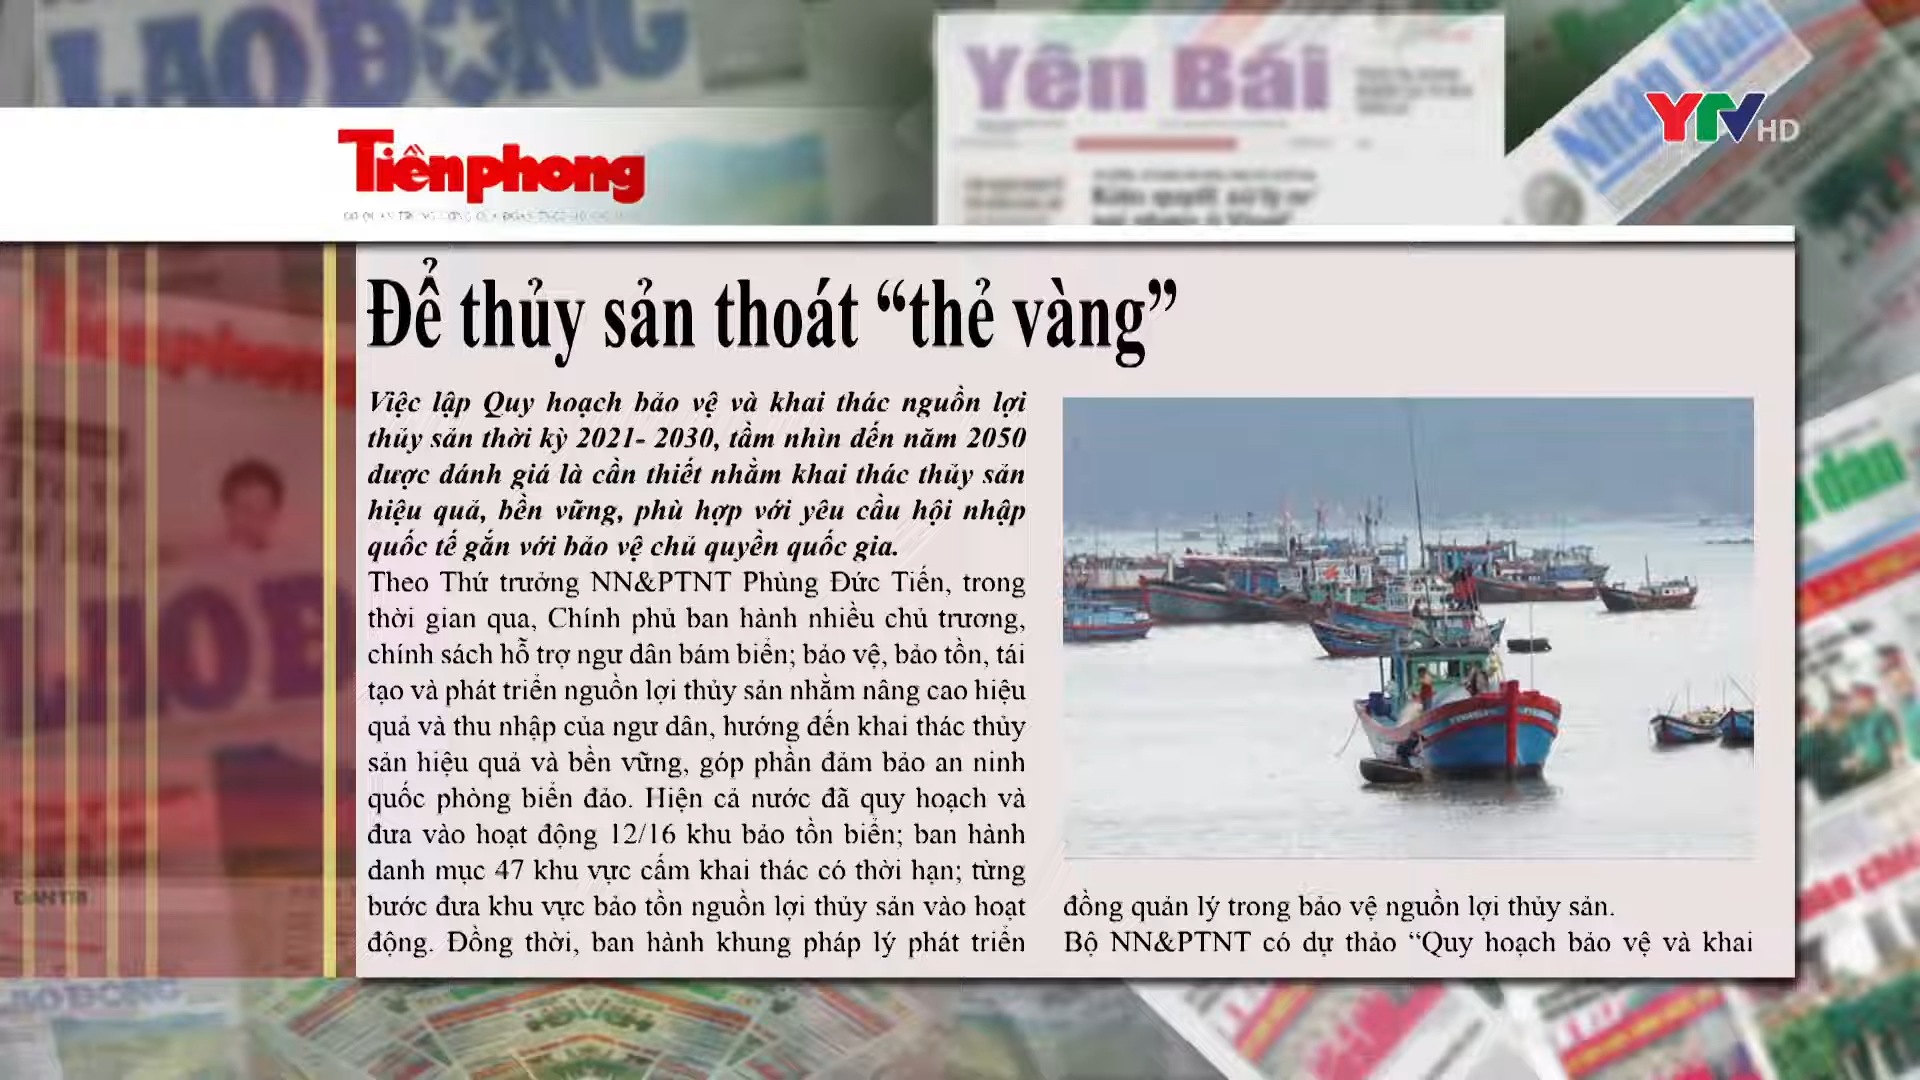 LAO ĐỘNG
Yên Bái
Nhân Dân
YTV HD
Tiền phong
Để thủy sản thoát “thẻ vàng”
Việc lập Quy hoạch bảo vệ và khai thác nguồn lợi
thủy sản thời kỳ 2021- 2030, tầm nhìn đến năm 2050
được đánh giá là cần thiết nhằm khai thác thủy sản
hiệu quả, bền vững, phù hợp với yêu cầu hội nhập
quốc tế gắn với bảo vệ chủ quyền quốc gia.
Theo Thứ trưởng NN&PTNT Phùng Đức Tiến, trong
thời gian qua, Chính phủ ban hành nhiều chủ trương,
chính sách hỗ trợ ngư dân bám biển; bảo vệ, bảo tồn, tái
tạo và phát triển nguồn lợi thủy sản nhằm nâng cao hiệu
quả và thu nhập của ngư dân, hướng đến khai thác thủy
sản hiệu quả và bền vững, góp phần đảm bảo an ninh
quốc phòng biển đảo. Hiện cả nước đã quy hoạch và
đưa vào hoạt động 12/16 khu bảo tồn biển; ban hành
danh mục 47 khu vực cấm khai thác có thời hạn; từng
bước đưa khu vực bảo tồn nguồn lợi thủy sản vào hoạt
động. Đồng thời, ban hành khung pháp lý phát triển
đồng quản lý trong bảo vệ nguồn lợi thủy sản.
Bộ NN&PTNT có dự thảo “Quy hoạch bảo vệ và khai